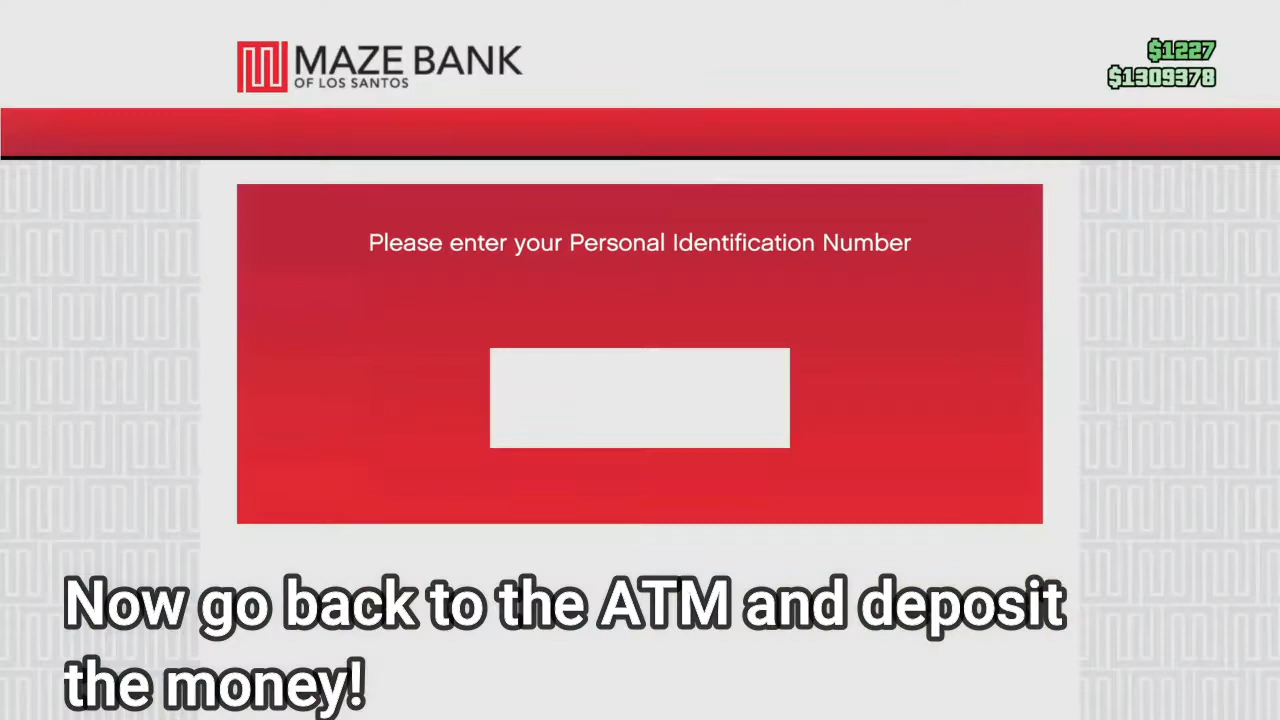 MAZE BANK
OF LOS SANTOS
$1227
$1309378
Please enter your Personal Identification Number
Now go back to the ATM and deposit
the money!